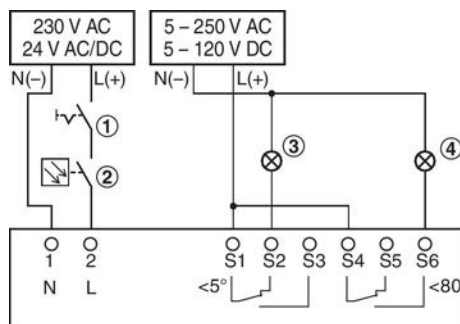 230 V AC
24 V AC/DC
5 – 250 V AC
5 – 120 V DC
N(–) L(+)
N(–) L(+)
1
2
3
4
1 2 S1 S2 S3 S4 S5 S6
N L <5° <80